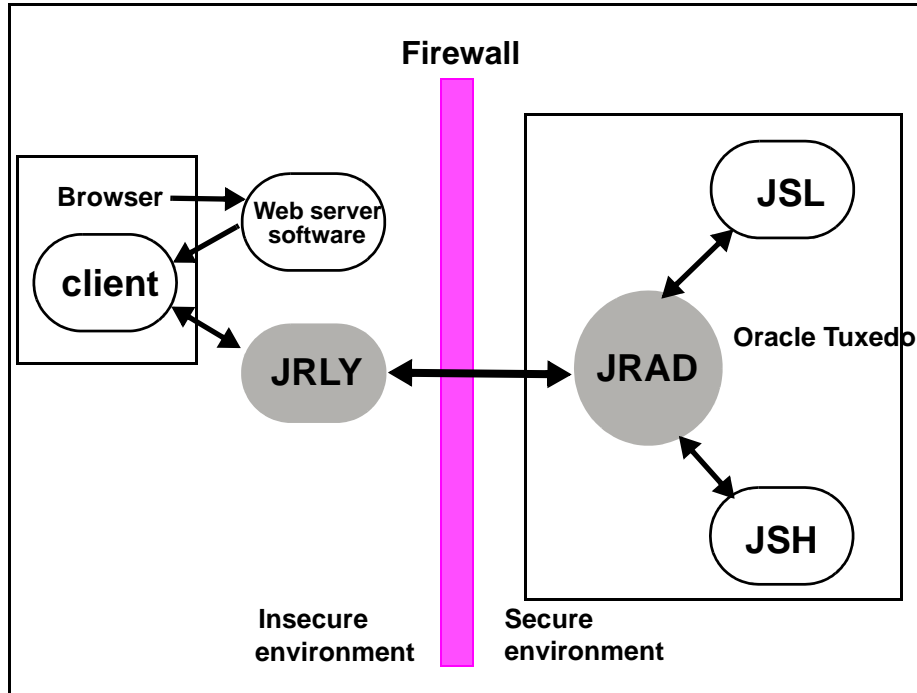 Firewall
Browser
Web server
software
client
JRLY
JSL
JRAD
Oracle Tuxedo
JSH
Insecure
environment
Secure
environment